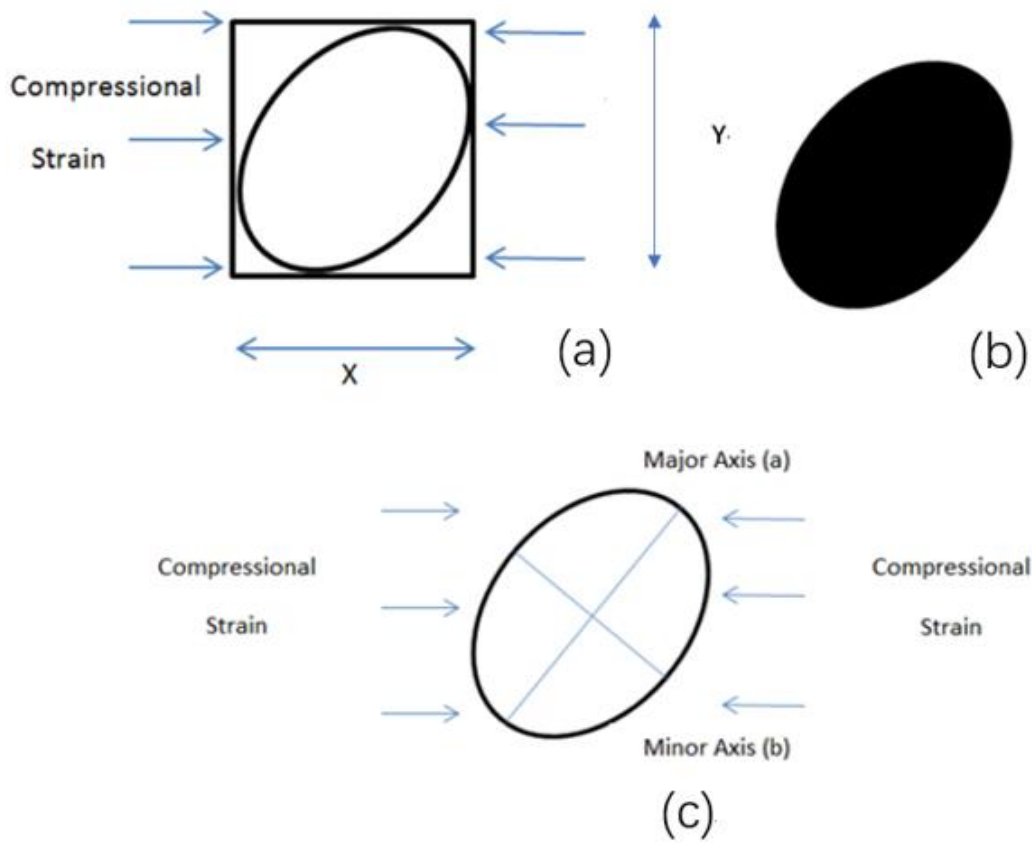 Compressional
Strain
Y.
X
(a)
(b)
Major Axis (a)
Compressional
Strain
Compressional
Strain
Minor Axis (b)
(c)